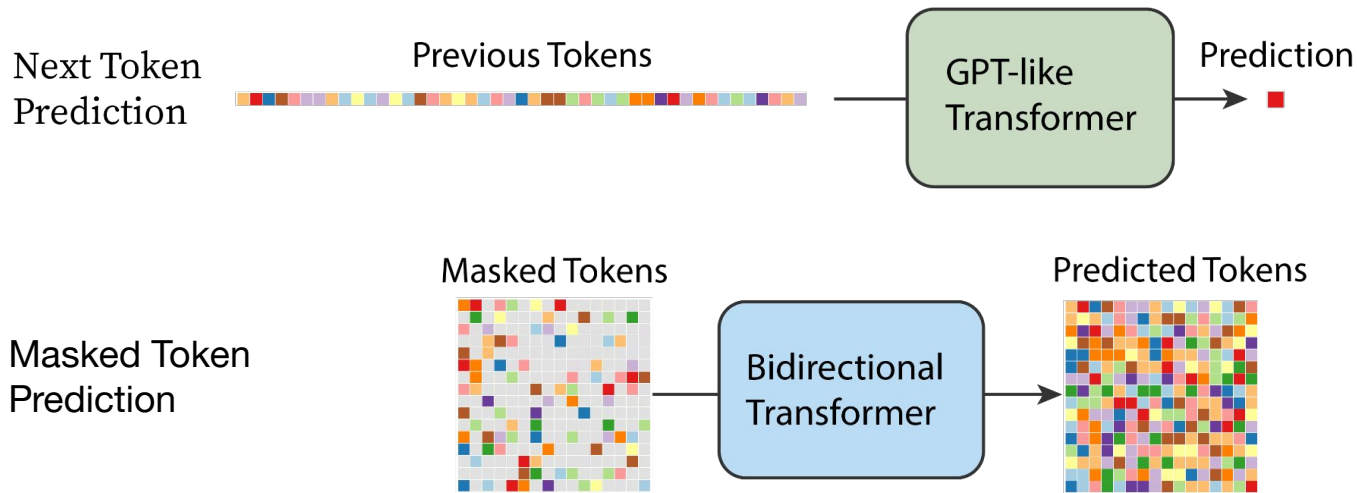 Next Token
Prediction
Previous Tokens
GPT-like
Transformer
Prediction
Masked Token
Prediction
Masked Tokens
Bidirectional
Transformer
Predicted Tokens